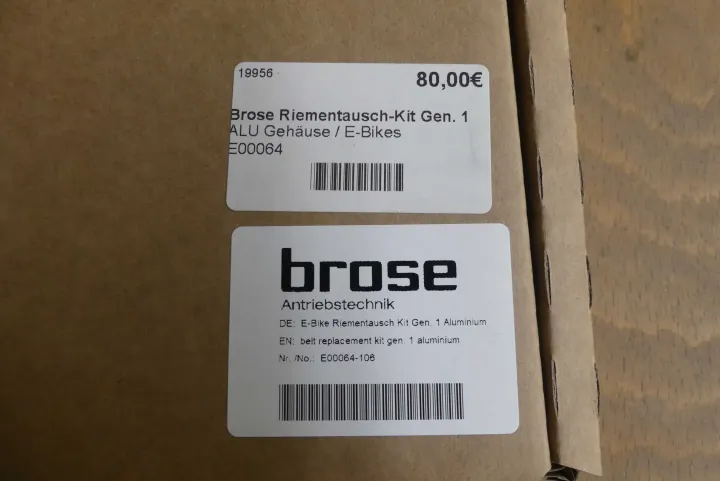 19956
80,00€
Brose Riementausch-Kit Gen. 1
ALU Gehäuse / E-Bikes
E00064
brose
Antriebstechnik
DE: E-Bike Riementausch Kit Gen. 1 Aluminium
EN: belt replacement kit gen. 1 aluminium
Nr. /No.: E00064-106